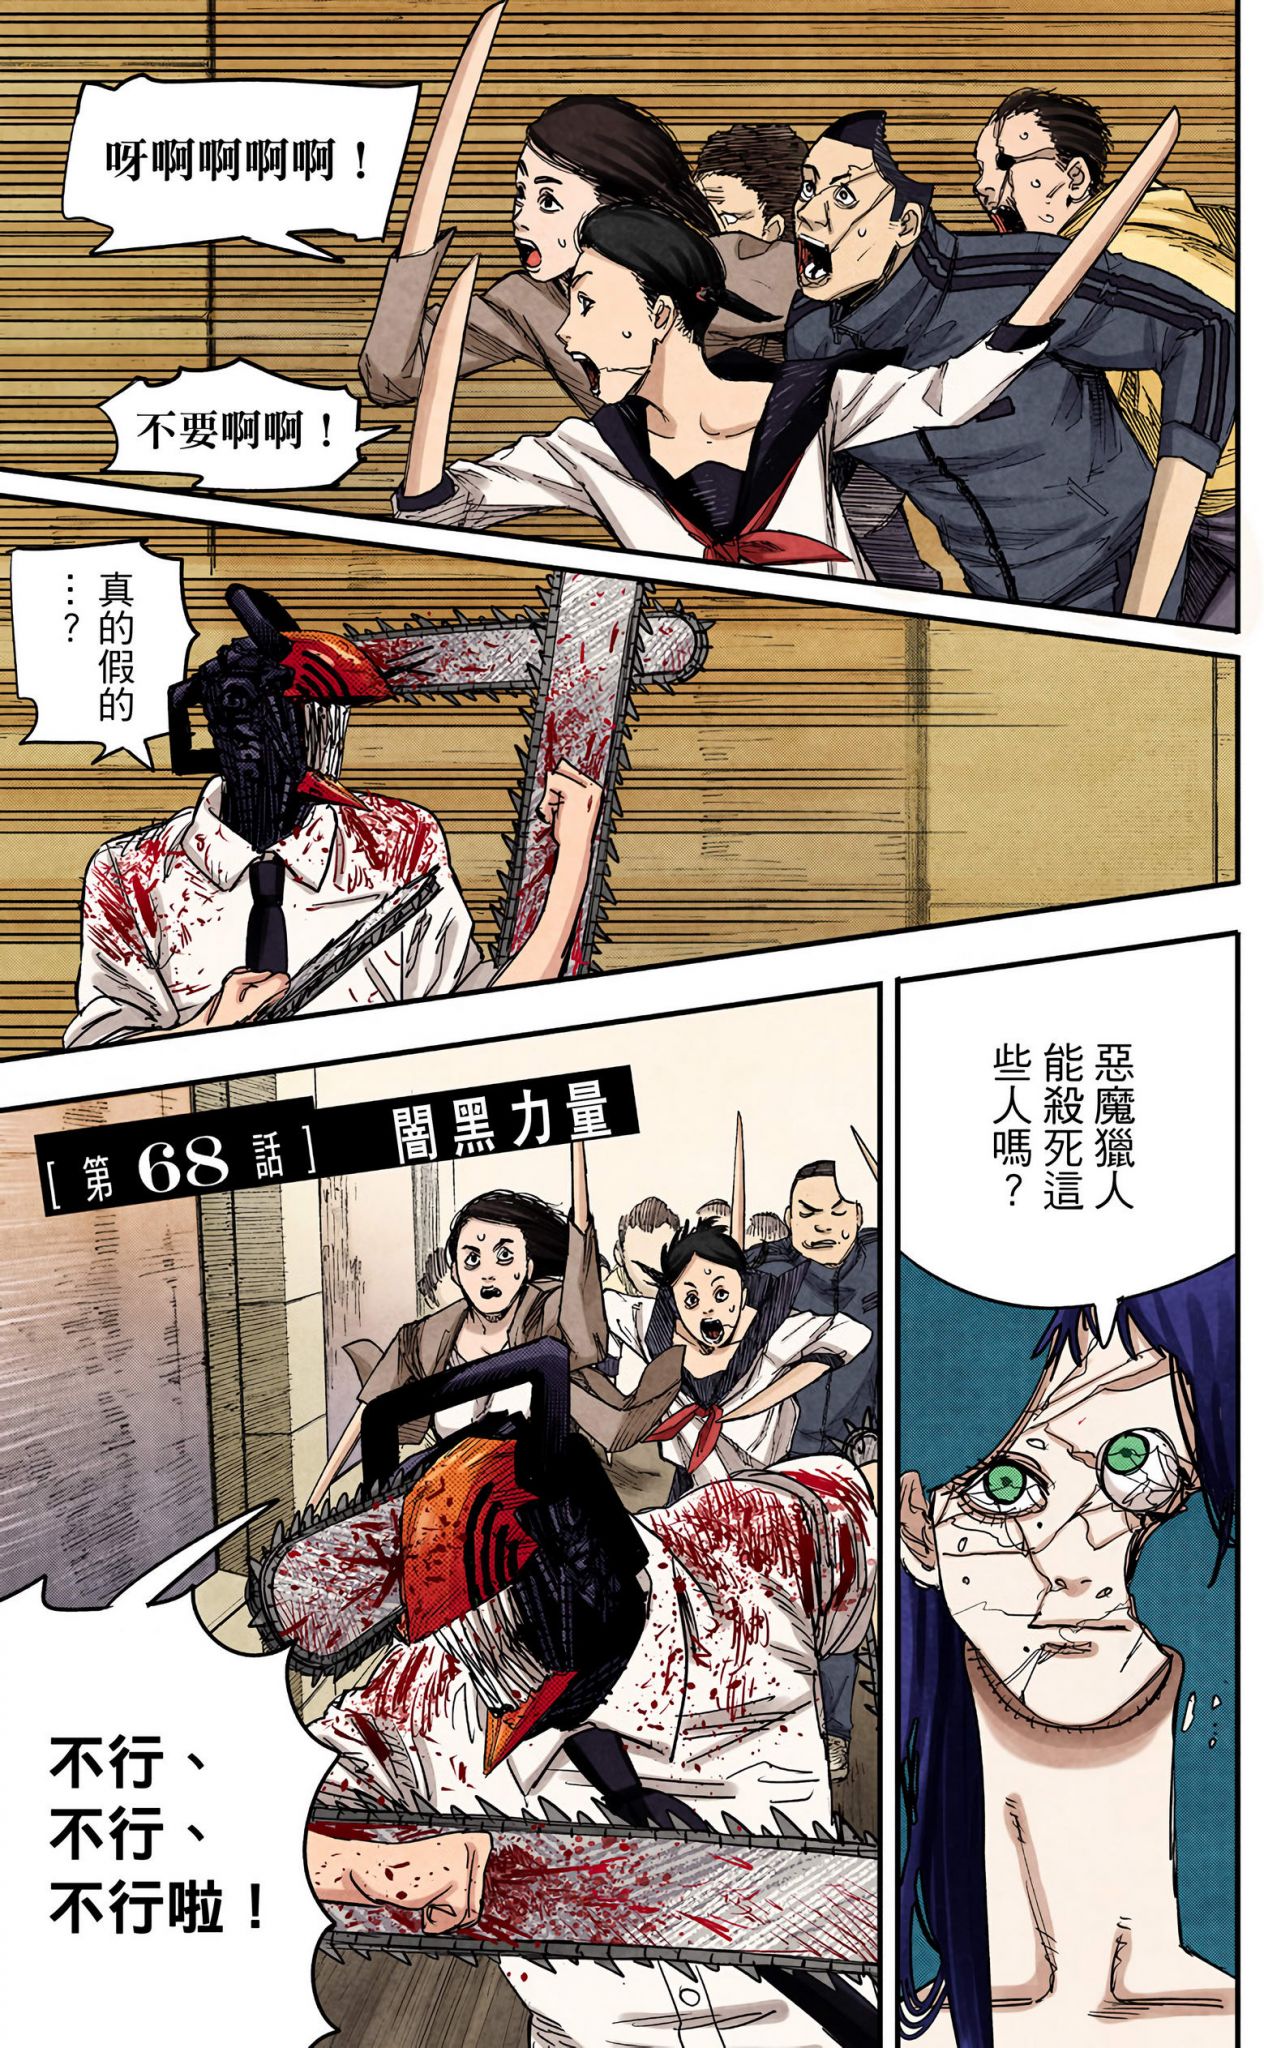 呀啊啊啊啊！
不要啊啊！
真的假的
…？
惡魔獵人
能殺死這
些人嗎？
[第68話] 闇黑力量
不行、
不行、
不行啦！